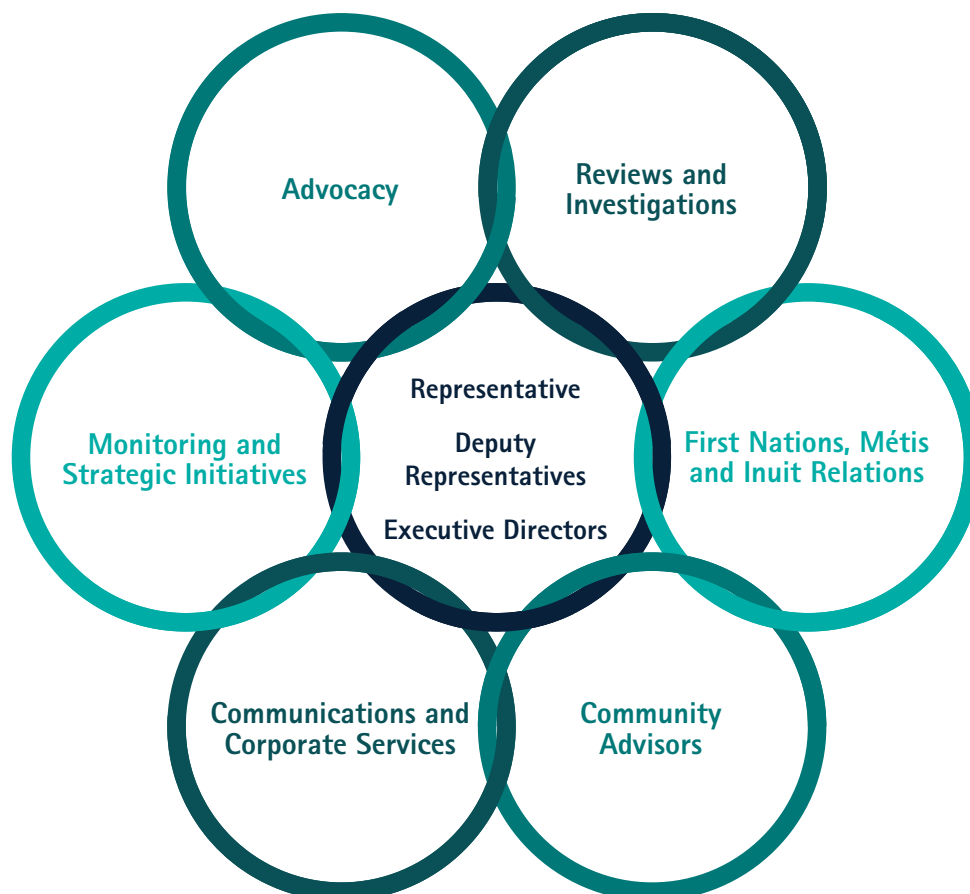 Advocacy
Reviews and
Investigations
Monitoring and
Strategic Initiatives
Representative
Deputy
Representatives
Executive Directors
First Nations, Métis
and Inuit Relations
Communications and
Corporate Services
Community
Advisors